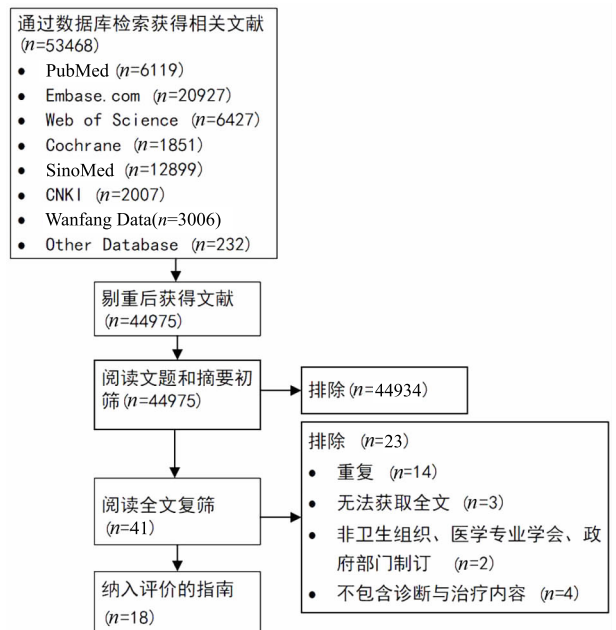 通过数据库检索获得相关文献
(n=53468)
• PubMed (n=6119)
• Embase.com (n=20927)
• Web of Science (n=6427)
• Cochrane (n=1851)
• SinoMed (n=12899)
• CNKI (n=2007)
• Wanfang Data(n=3006)
• Other Database (n=232)
剔重后获得文献
(n=44975)
阅读文题和摘要初
筛(n=44975)
排除(n=44934)
阅读全文复筛
(n=41)
排除 (n=23)
• 重复 (n=14)
• 无法获取全文 (n=3)
• 非卫生组织、医学专业学会、政
府部门制订 (n=2)
• 不包含诊断与治疗内容 (n=4)
纳入评价的指南
(n=18)